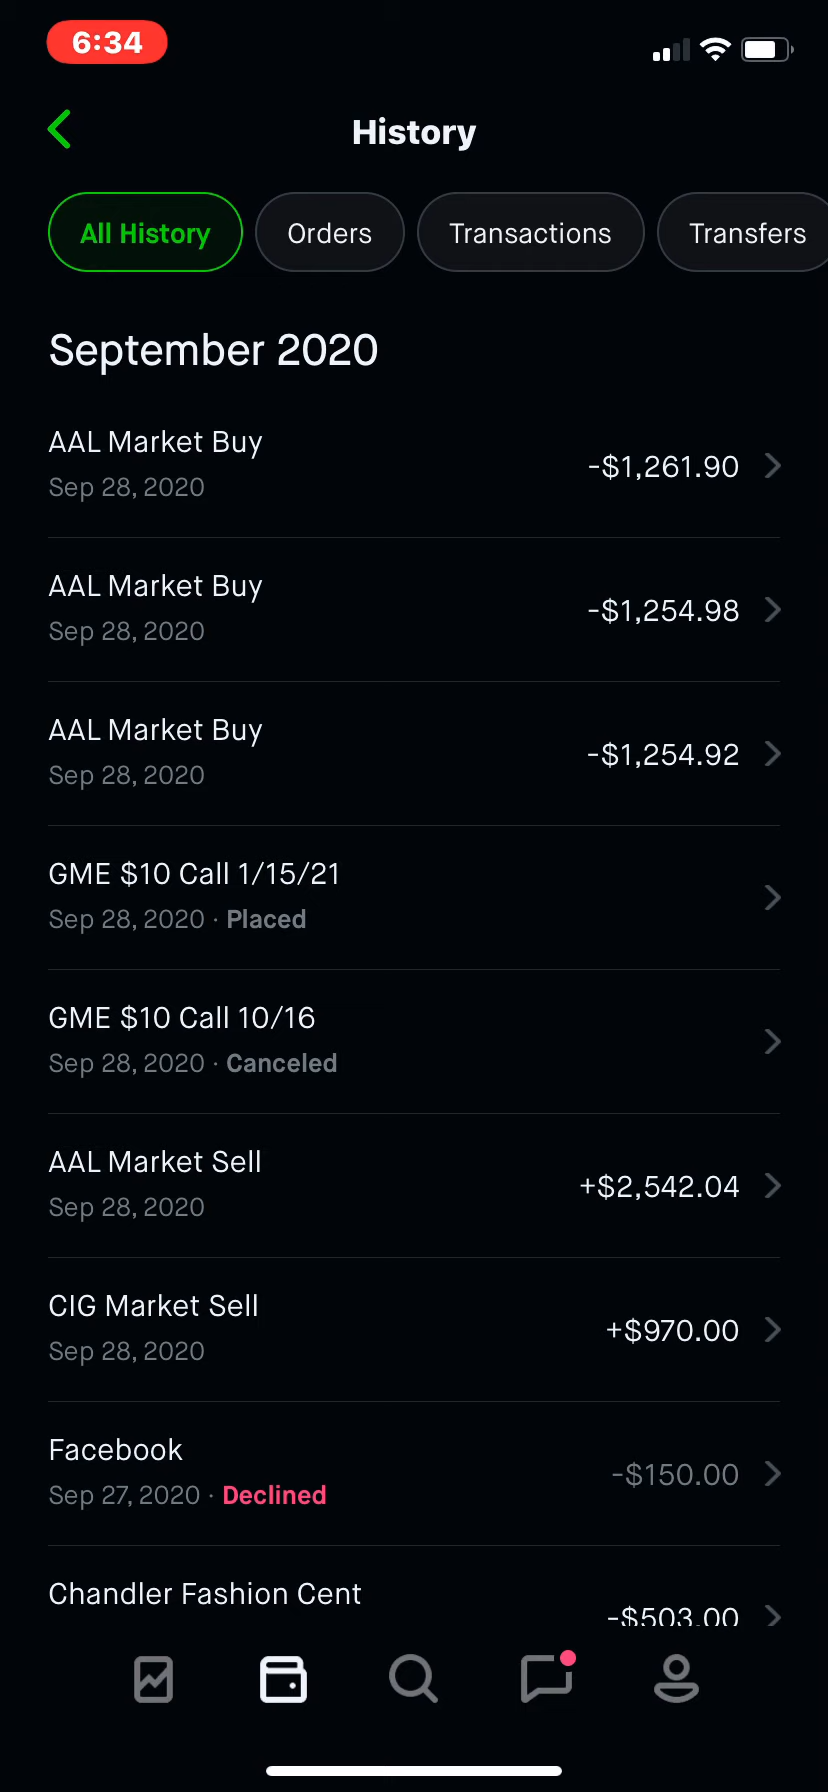 6:34
History
All History
Orders
Transactions
Transfers
September 2020
AAL Market Buy
Sep 28, 2020
-$1,261.90
AAL Market Buy
Sep 28, 2020
-$1,254.98
AAL Market Buy
Sep 28, 2020
-$1,254.92
GME $10 Call 1/15/21
Sep 28, 2020 · Placed
GME $10 Call 10/16
Sep 28, 2020 · Canceled
AAL Market Sell
Sep 28, 2020
+$2,542.04
CIG Market Sell
Sep 28, 2020
+$970.00
Facebook
Sep 27, 2020 · Declined
-$150.00
Chandler Fashion Cent
-$503.00